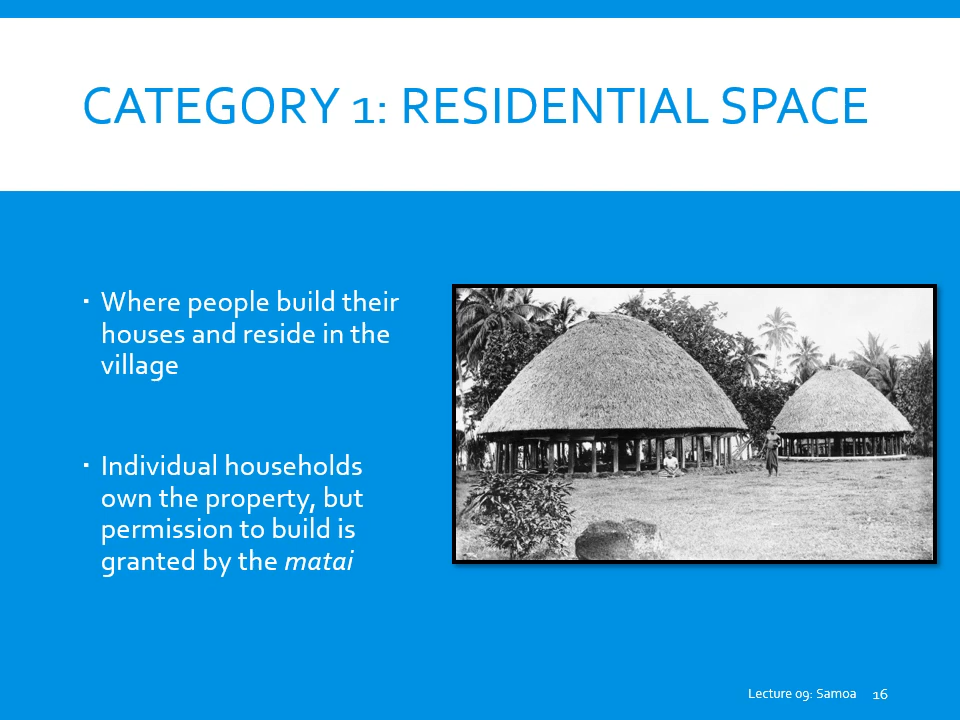 CATEGORY 1: RESIDENTIAL SPACE
▪ Where people build their
houses and reside in the
village
▪ Individual households
own the property, but
permission to build is
granted by the matai
Lecture 09: Samoa 16